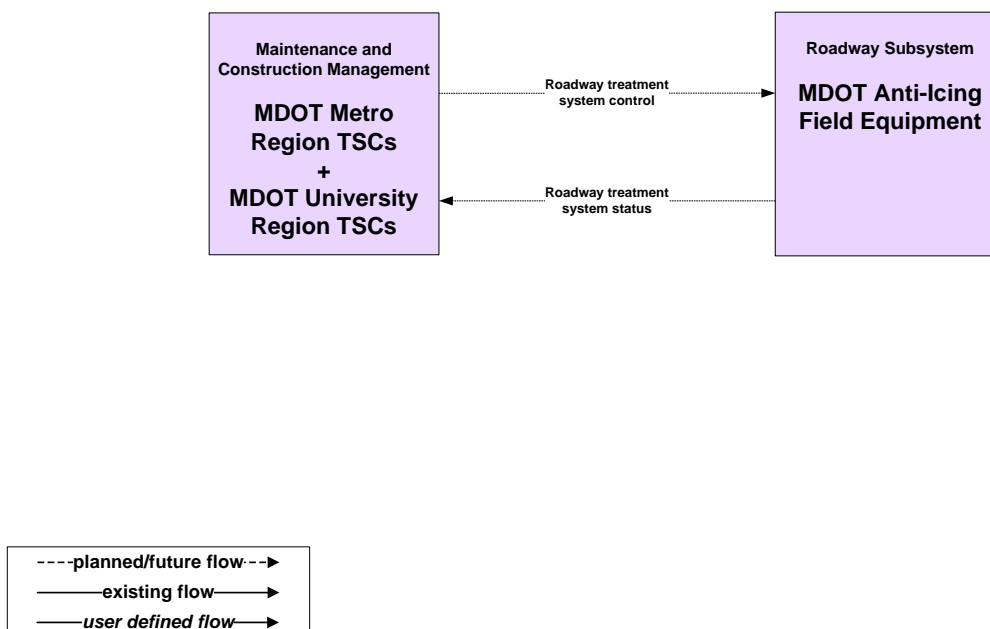 Maintenance and
Construction Management
MDOT Metro
Region TSCs
+
MDOT University
Region TSCs
Roadway treatment
system control
Roadway treatment
system status
Roadway Subsystem
MDOT Anti-Icing
Field Equipment
planned/future flow
existing flow
user defined flow